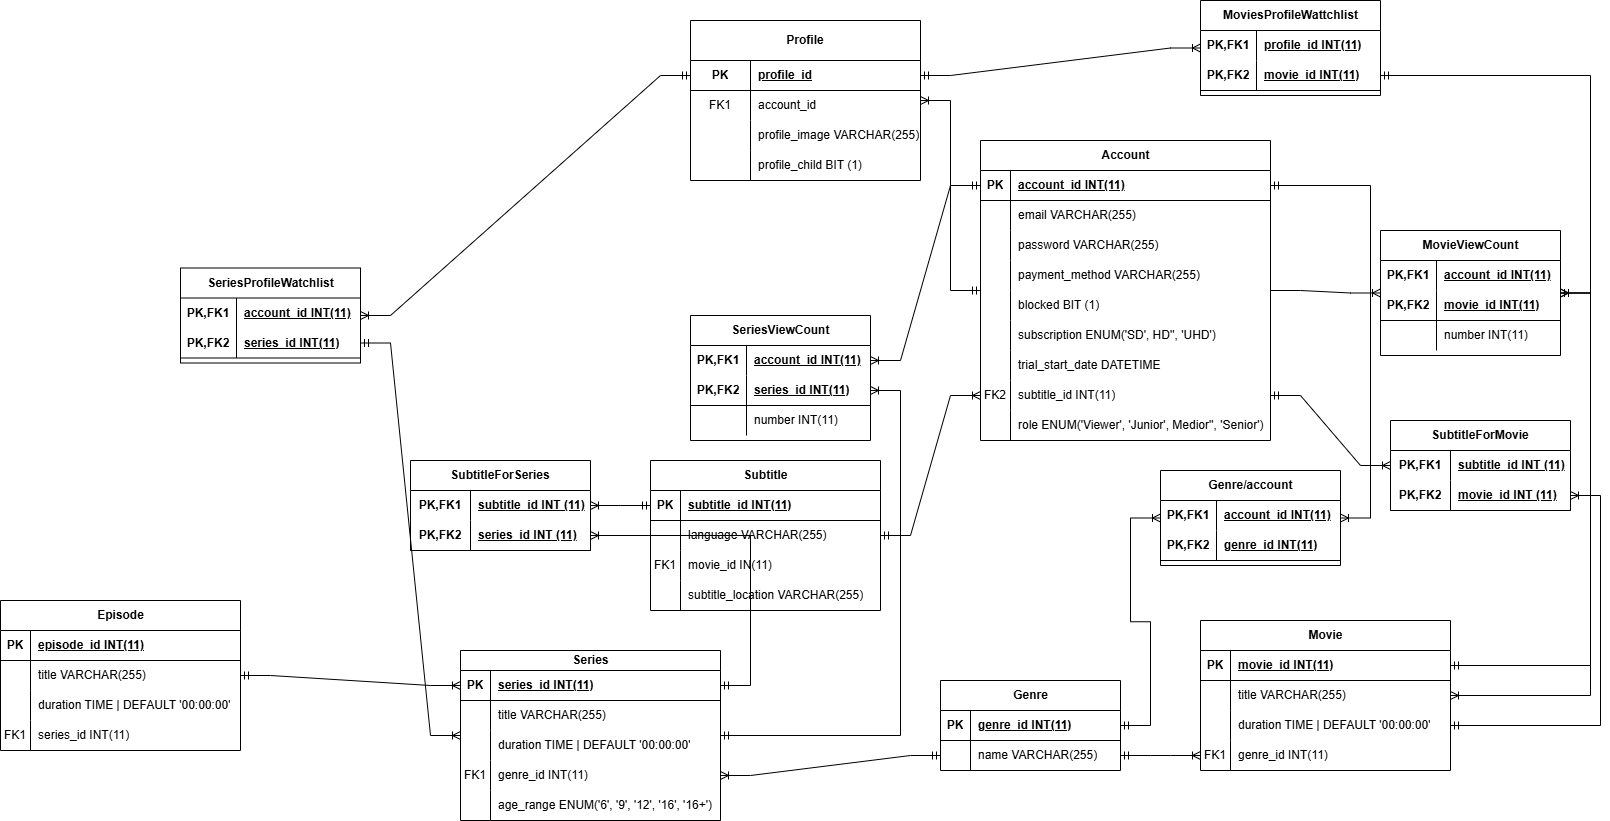 MoviesProfileWattchlist
PK,FK1 profile_id INT(11)
PK,FK2 movie_id INT(11)
Profile
PK profile_id
FK1 account_id
profile_image VARCHAR(255)
profile_child BIT (1)
Account
PK account_id INT(11)
email VARCHAR(255)
password VARCHAR(255)
payment_method VARCHAR(255)
blocked BIT (1)
subscription ENUM('SD', HD", 'UHD')
trial_start_date DATETIME
FK2 subtitle_id INT(11)
role ENUM('Viewer', 'Junior', Medior", 'Senior')
MovieViewCount
PK,FK1 account_id INT(11)
PK,FK2 movie_id INT(11)
number INT(11)
SeriesProfileWatchlist
PK,FK1 account_id INT(11)
PK,FK2 series_id INT(11)
SeriesViewCount
PK,FK1 account_id INT(11)
PK,FK2 series_id INT(11)
number INT(11)
SubtitleForMovie
PK,FK1 subtitle_id INT (11)
PK,FK2 movie_id INT (11)
SubtitleForSeries
PK,FK1 subtitle_id INT (11)
PK,FK2 series_id INT (11)
Subtitle
PK subtitle_id INT(11)
language VARCHAR(255)
FK1 movie_id IN(11)
subtitle_location VARCHAR(255)
Genre/account
PK,FK1 account_id INT(11)
PK,FK2 genre_id INT(11)
Episode
PK episode_id INT(11)
title VARCHAR(255)
duration TIME | DEFAULT '00:00:00'
FK1 series_id INT(11)
Series
PK series_id INT(11)
title VARCHAR(255)
duration TIME | DEFAULT '00:00:00'
FK1 genre_id INT(11)
age_range ENUM('6', '9', '12', '16', '16+')
Genre
PK genre_id INT(11)
name VARCHAR(255)
Movie
PK movie_id INT(11)
title VARCHAR(255)
duration TIME | DEFAULT '00:00:00'
FK1 genre_id INT(11)